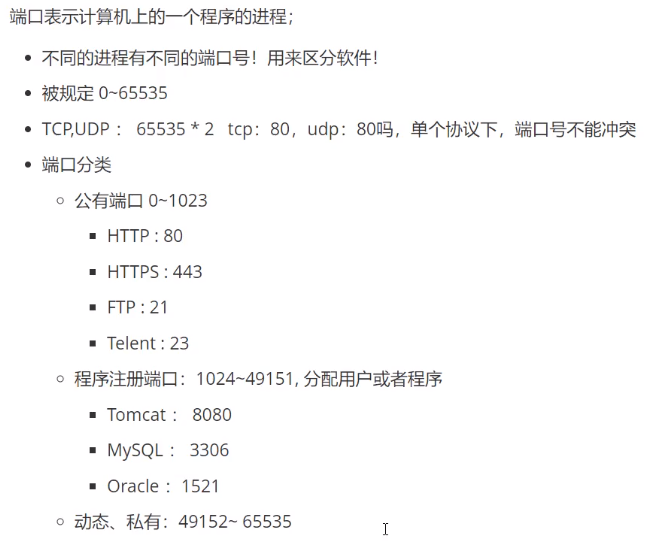 端口表示计算机上的一个程序的进程；
不同的进程有不同的端口号！用来区分软件！
被规定 0~65535
TCP,UDP： 65535 * 2 tcp：80，udp：80吗，单个协议下，端口号不能冲突
端口分类
公有端口 0~1023
HTTP : 80
HTTPS : 443
FTP : 21
Telent : 23
程序注册端口：1024~49151, 分配用户或者程序
Tomcat： 8080
MySQL： 3306
Oracle：1521
动态、私有：49152~ 65535